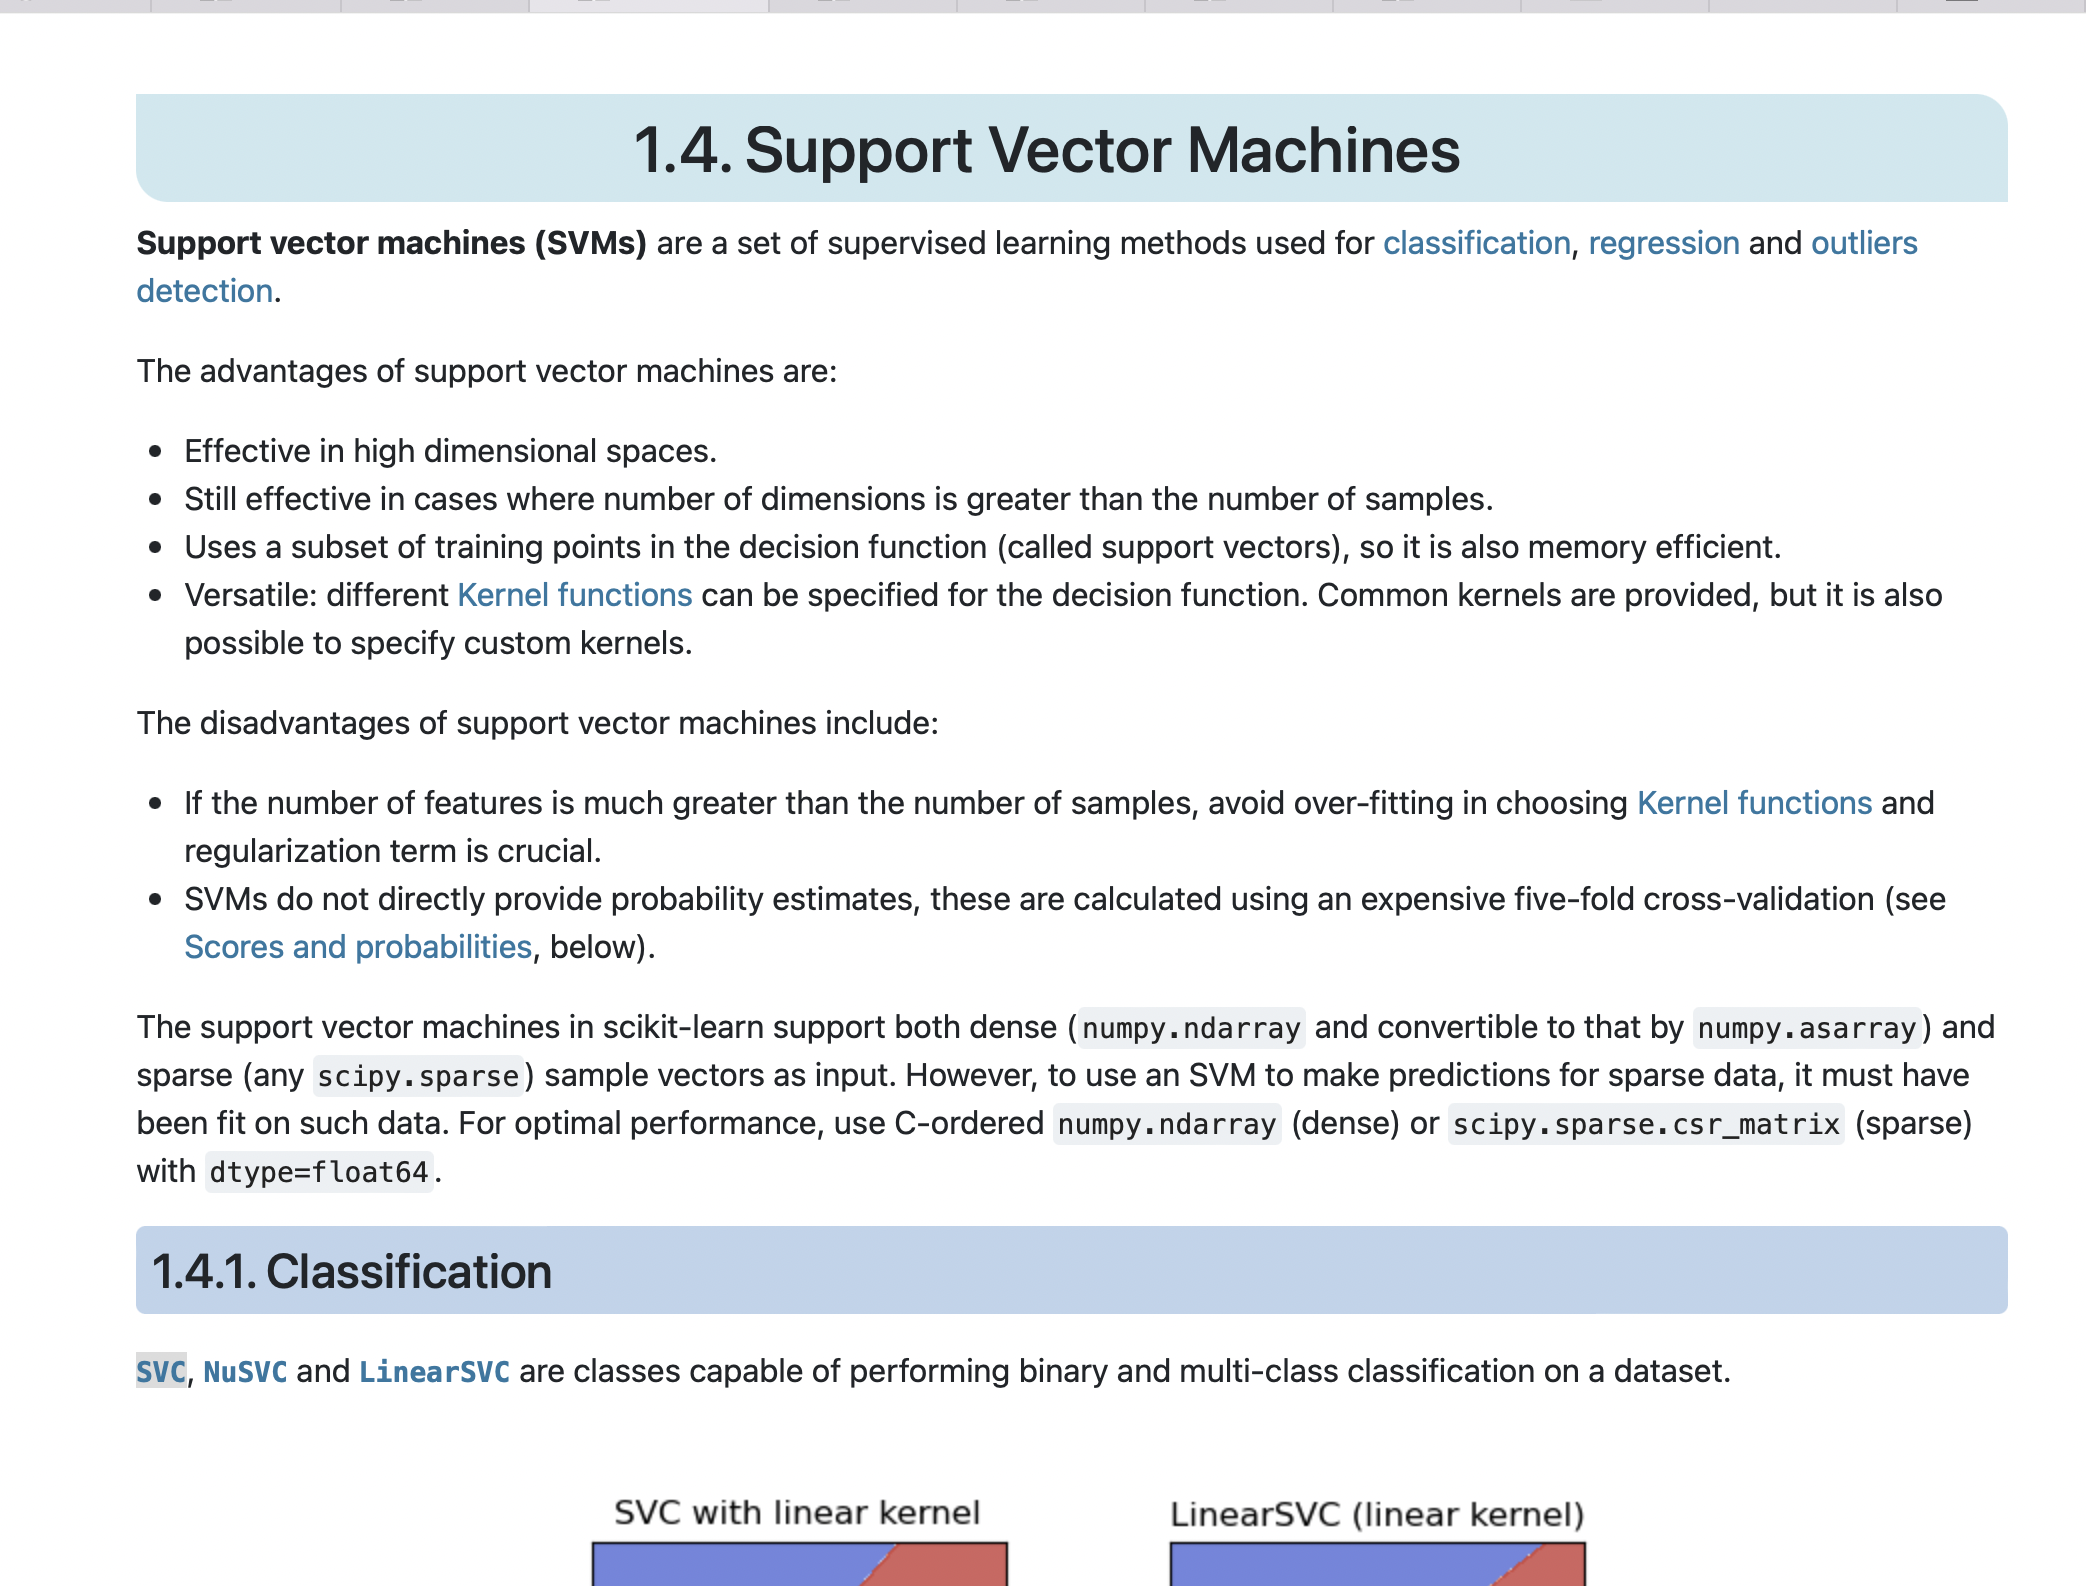 1.4. Support Vector Machines
Support vector machines (SVMs) are a set of supervised learning methods used for classification, regression and outliers
detection.
The advantages of support vector machines are:
• Effective in high dimensional spaces.
• Still effective in cases where number of dimensions is greater than the number of samples.
• Uses a subset of training points in the decision function (called support vectors), so it is also memory efficient.
• Versatile: different Kernel functions can be specified for the decision function. Common kernels are provided, but it is also
possible to specify custom kernels.
The disadvantages of support vector machines include:
• If the number of features is much greater than the number of samples, avoid over-fitting in choosing Kernel functions and
regularization term is crucial.
• SVMs do not directly provide probability estimates, these are calculated using an expensive five-fold cross-validation (see
Scores and probabilities, below).
The support vector machines in scikit-learn support both dense (numpy.ndarray and convertible to that by numpy.asarray) and
sparse (any scipy.sparse) sample vectors as input. However, to use an SVM to make predictions for sparse data, it must have
been fit on such data. For optimal performance, use C-ordered numpy.ndarray (dense) or scipy.sparse.csr_matrix (sparse)
with dtype=float64.
1.4.1. Classification
SVC, NuSVC and LinearSVC are classes capable of performing binary and multi-class classification on a dataset.
SVC with linear kernel
LinearSVC (linear kernel)